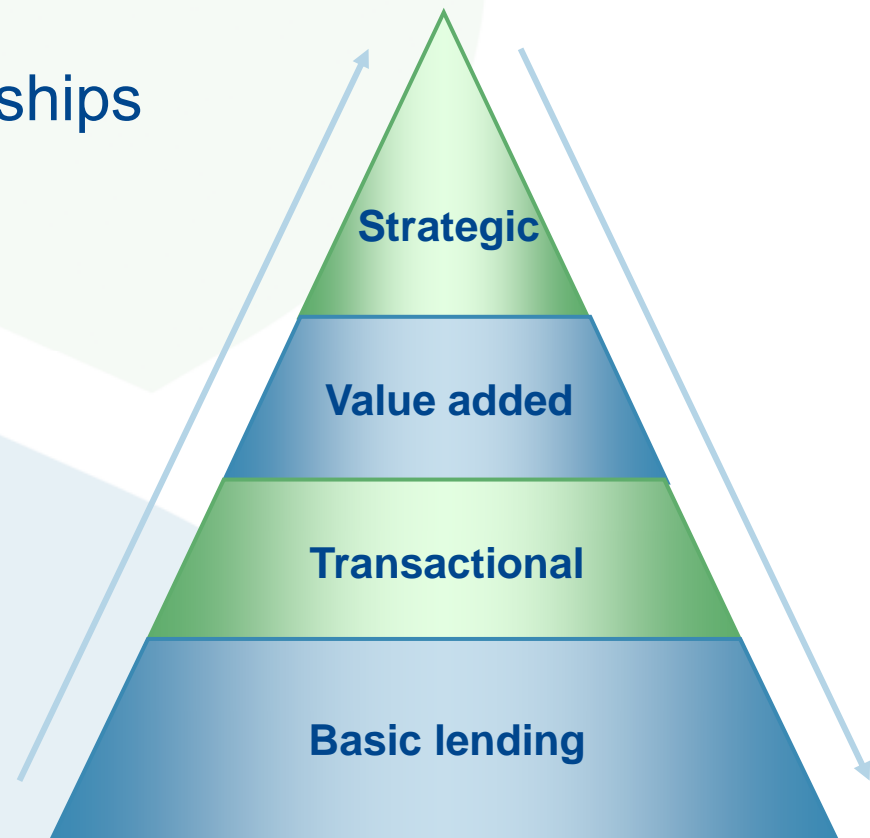 ships
Strategic
Value added
Transactional
Basic lending